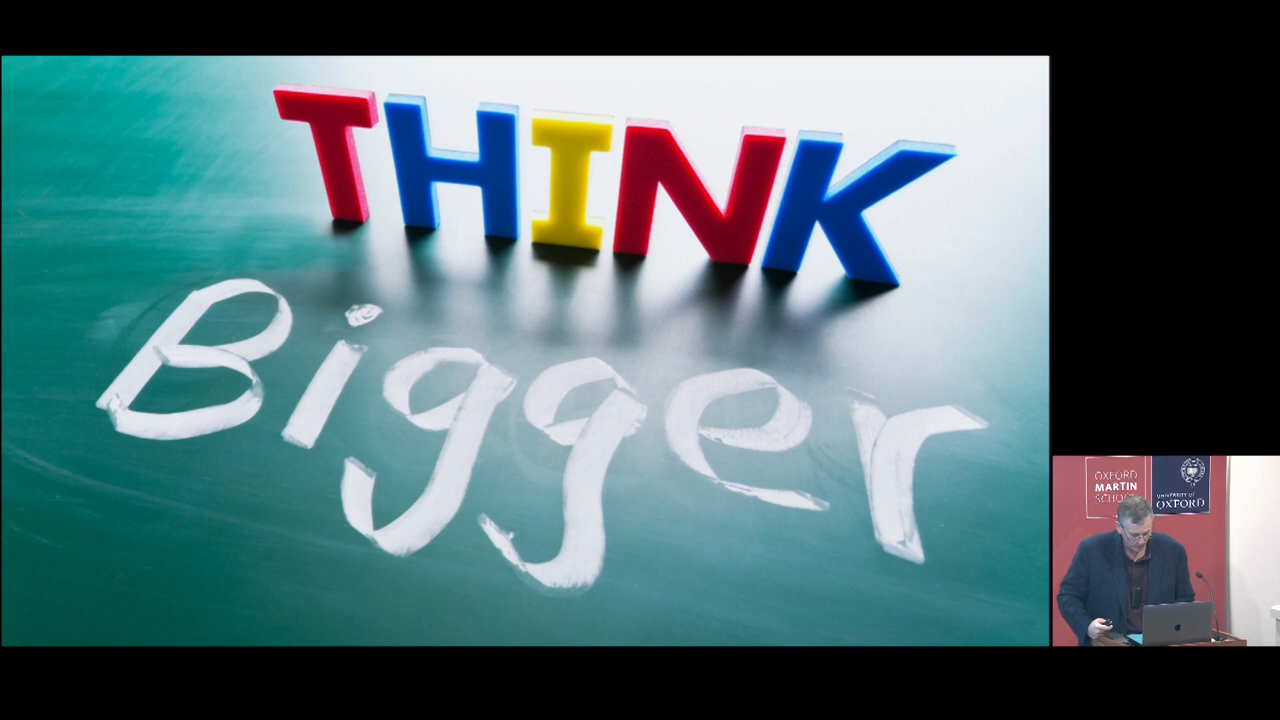 THINK
Bigger
OXFORD
MARTIN
SCHOOL
UNIVERSITY OF
OXFORD